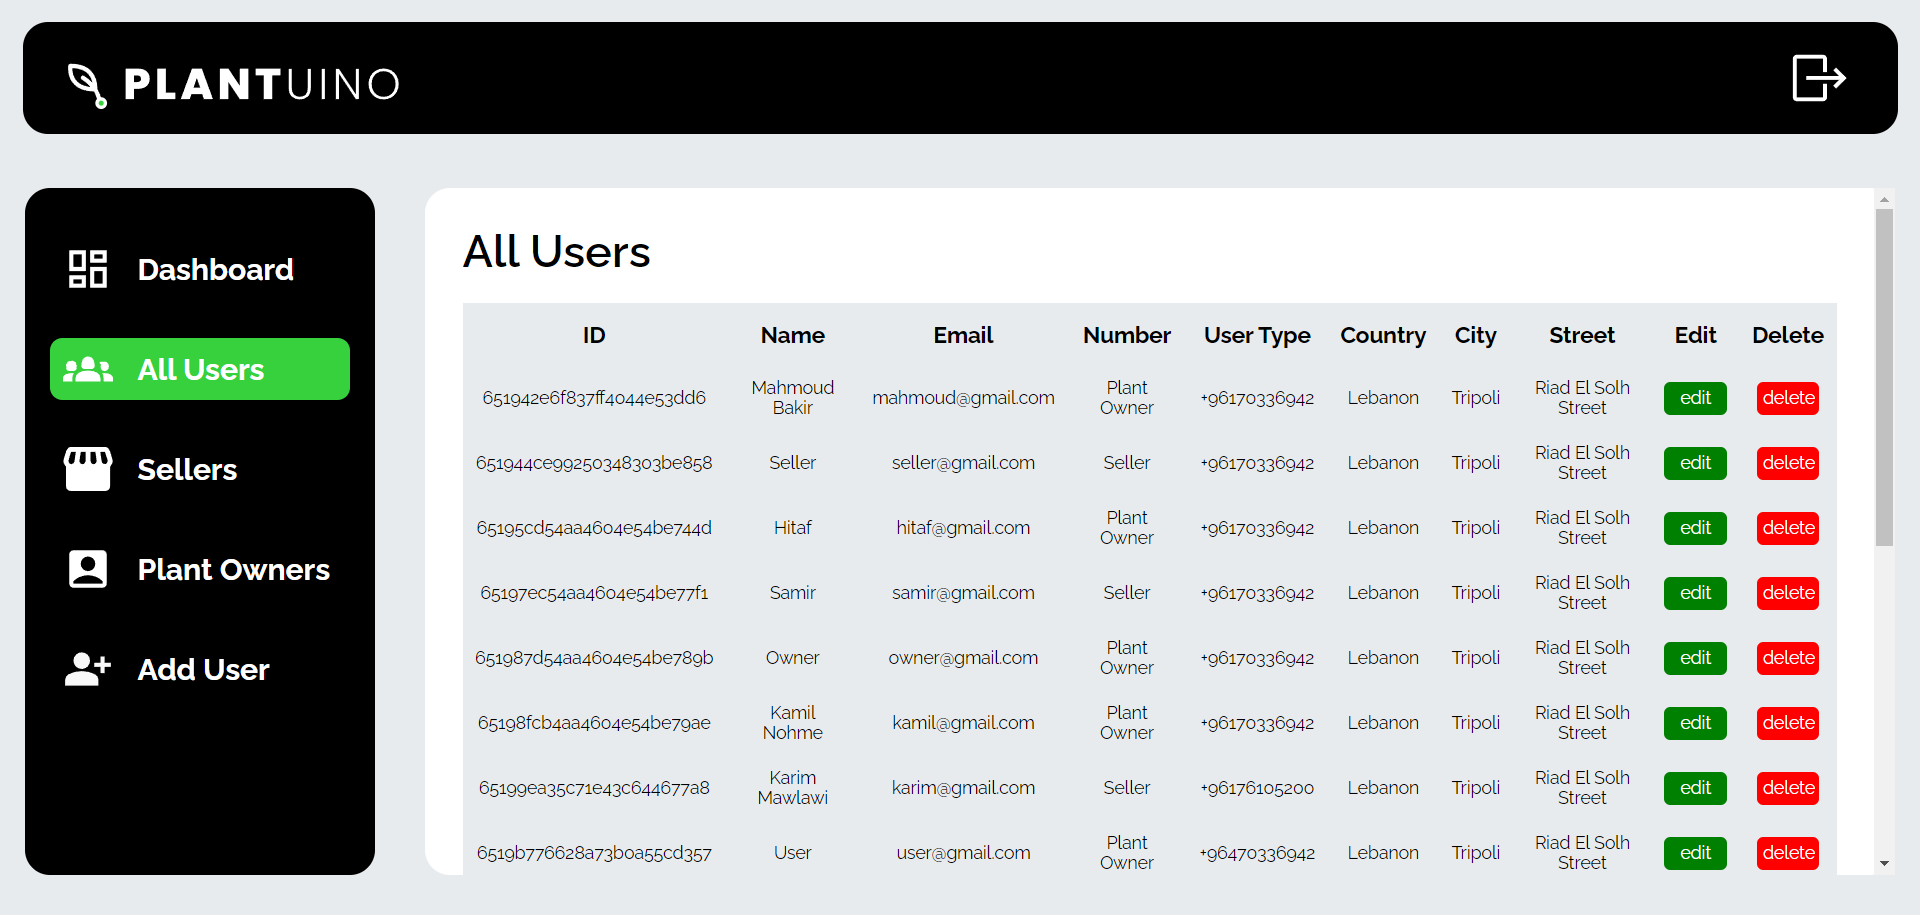 PLANTUINO
Dashboard
All Users
Sellers
Plant Owners
Add User
All Users
ID Name Email Number User Type Country City Street Edit Delete
651942e6f837ff4044e53dd6 Mahmoud Bakir mahmoud@gmail.com Plant Owner +96170336942 Lebanon Tripoli Riad El Solh Street edit delete
651944ce99250348303be858 Seller seller@gmail.com Seller +96170336942 Lebanon Tripoli Riad El Solh Street edit delete
65195cd54aa4604e54be744d Hitaf hitaf@gmail.com Plant Owner +96170336942 Lebanon Tripoli Riad El Solh Street edit delete
65197ec54aa4604e54be77f1 Samir samir@gmail.com Seller +96170336942 Lebanon Tripoli Riad El Solh Street edit delete
651987d54aa4604e54be789b Owner owner@gmail.com Plant Owner +96170336942 Lebanon Tripoli Riad El Solh Street edit delete
65198fcb4aa4604e54be79ae Kamil Nohme kamil@gmail.com Plant Owner +96170336942 Lebanon Tripoli Riad El Solh Street edit delete
65199ea35c71e43c644677a8 Karim Mawlawi karim@gmail.com Seller +96176105200 Lebanon Tripoli Riad El Solh Street edit delete
6519b776628a73b0a55cd357 User user@gmail.com Plant Owner +96470336942 Lebanon Tripoli Riad El Solh Street edit delete